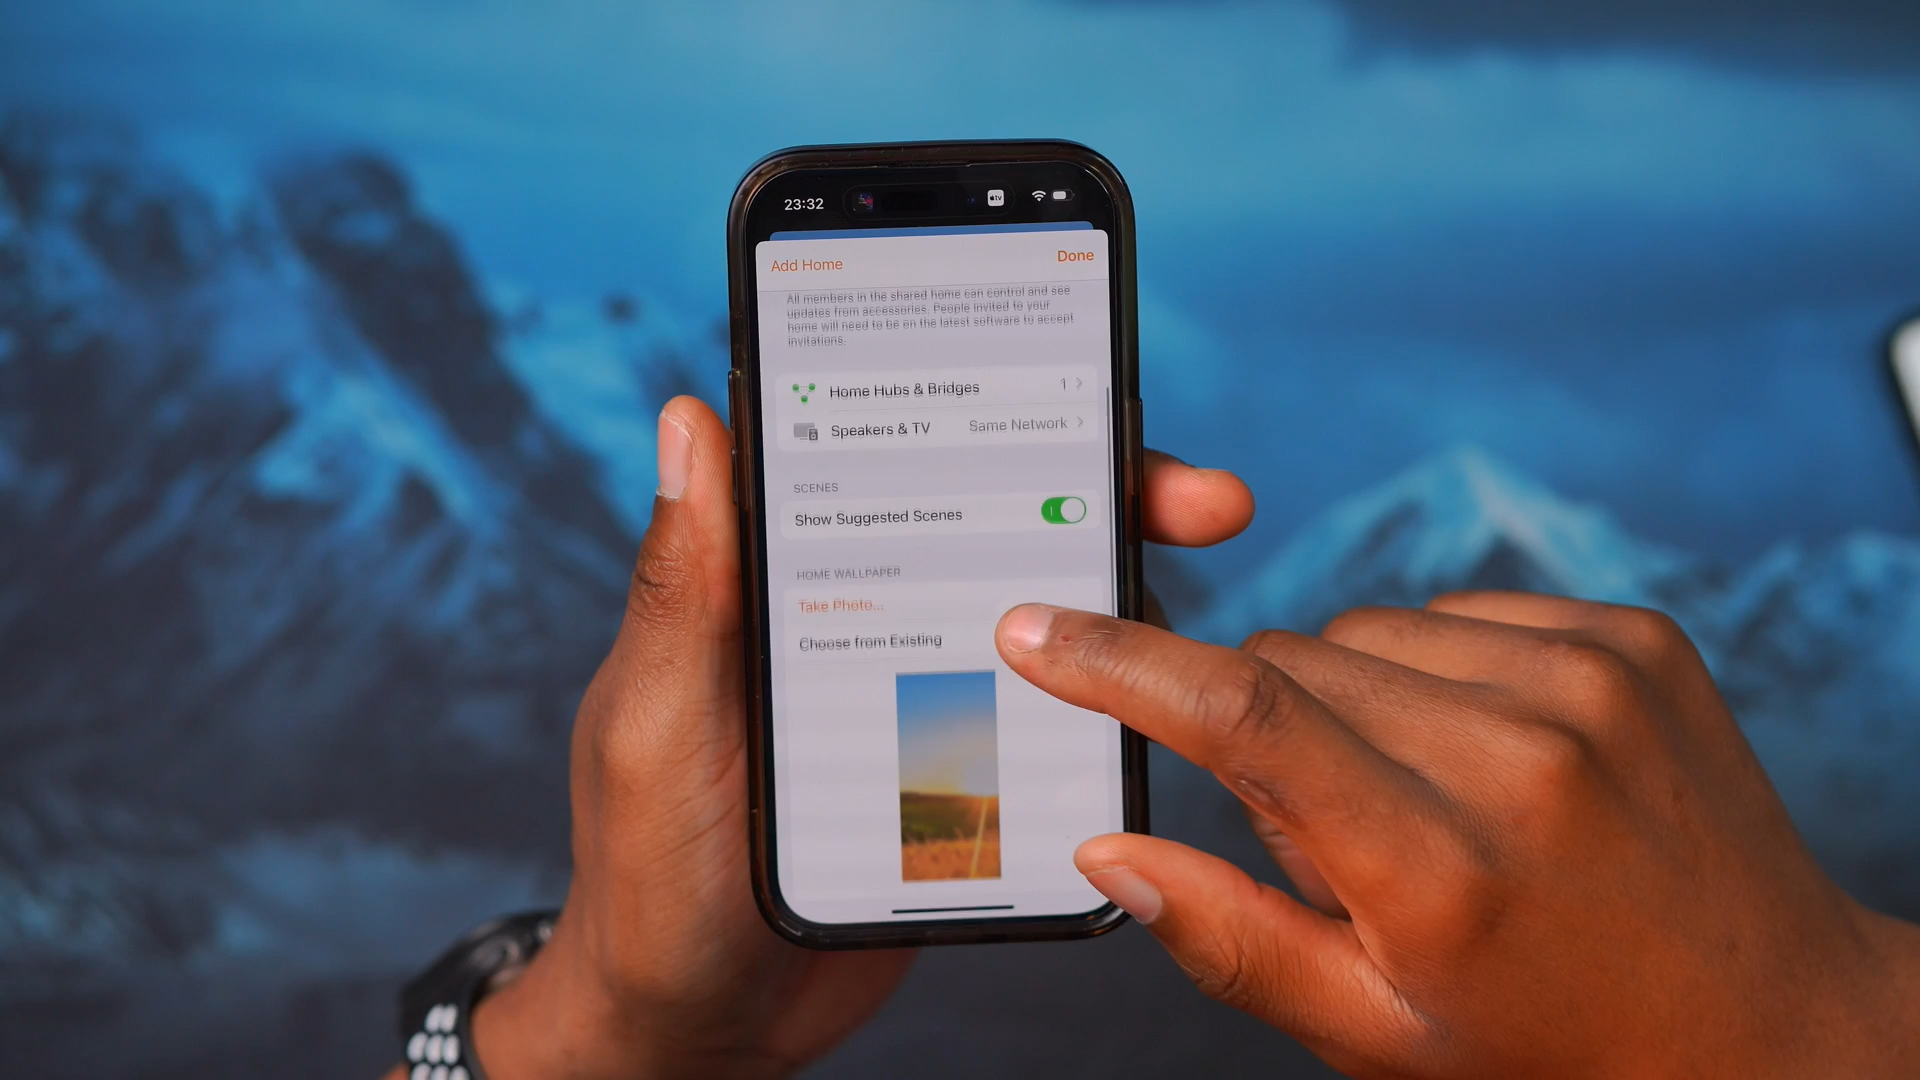 23:32
tv
Add Home
Done
All members in the shared home can control and see
updates from accessories. People invited to your
home will need to be on the latest software to accept
invitations.
Home Hubs & Bridges 1
Speakers & TV Same Network
SCENES
Show Suggested Scenes
HOME WALLPAPER
Take Photo...
Choose from Existing